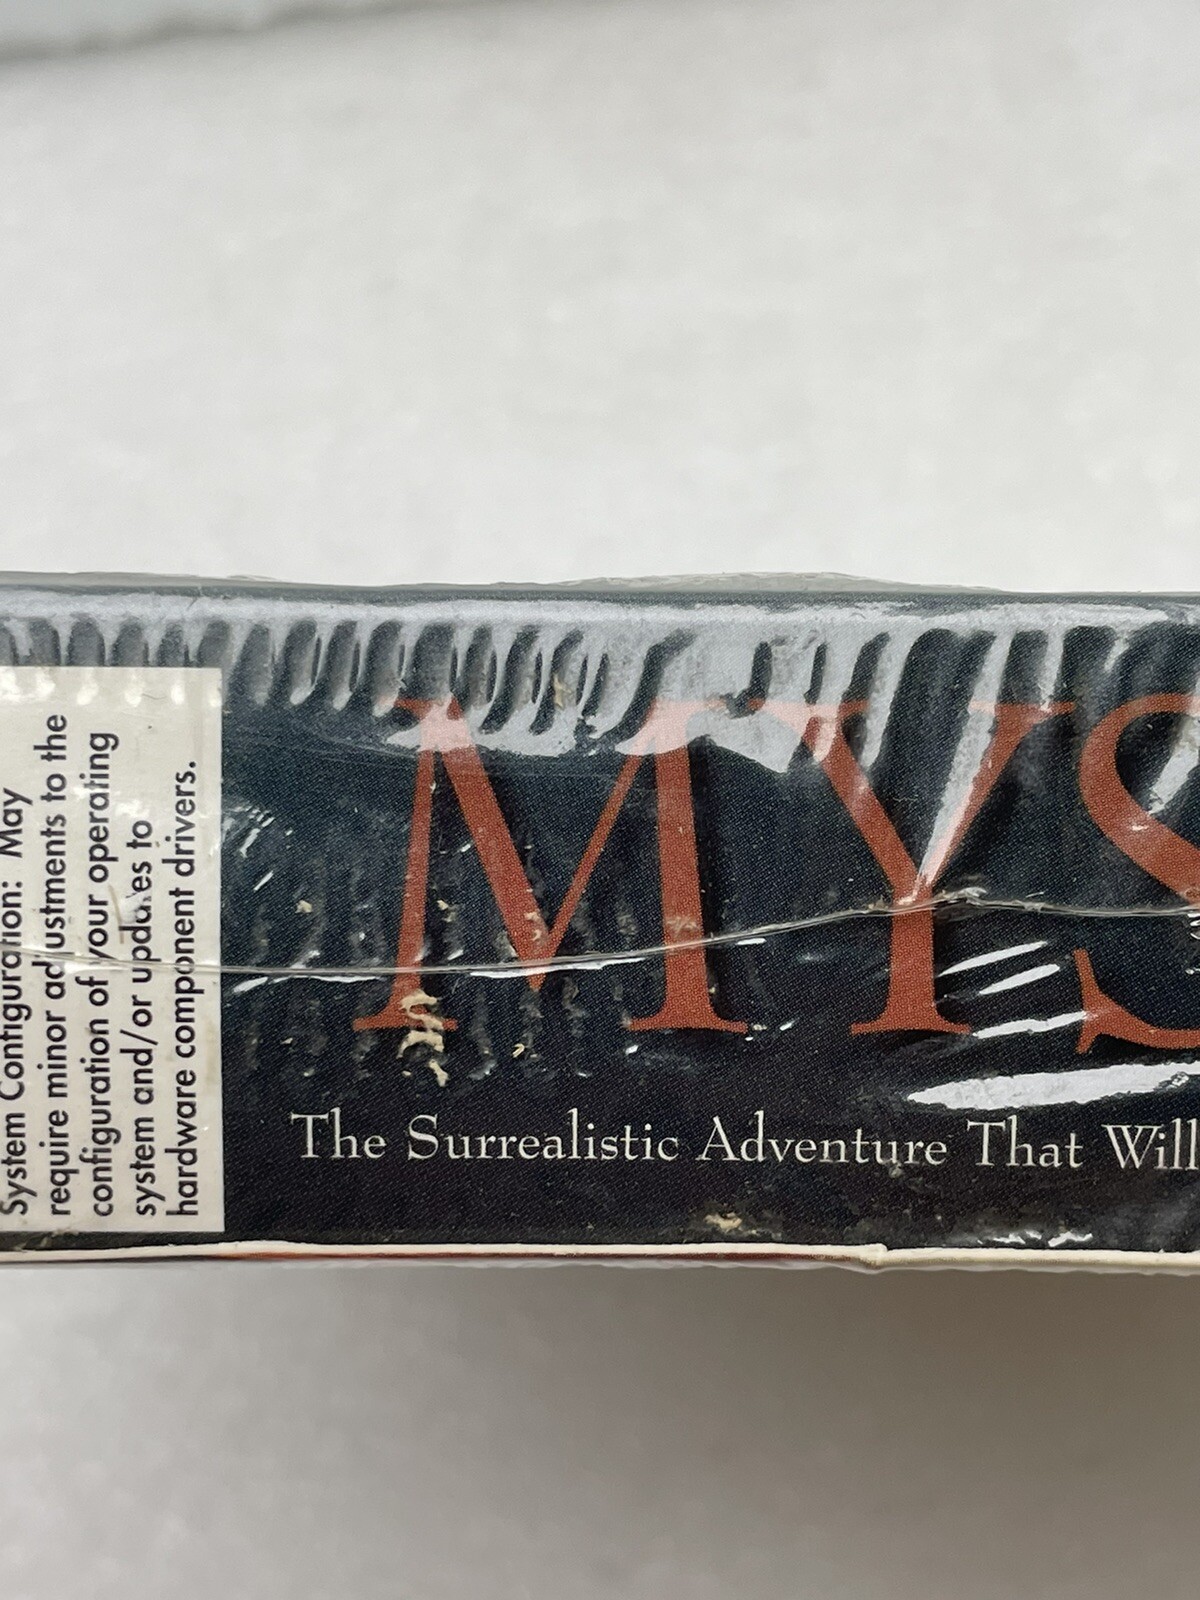 System Configuration: May
require minor adjustments to the
configuration of your operating
system and/or updates to
hardware component drivers.
MYS
The Surrealistic Adventure That Will